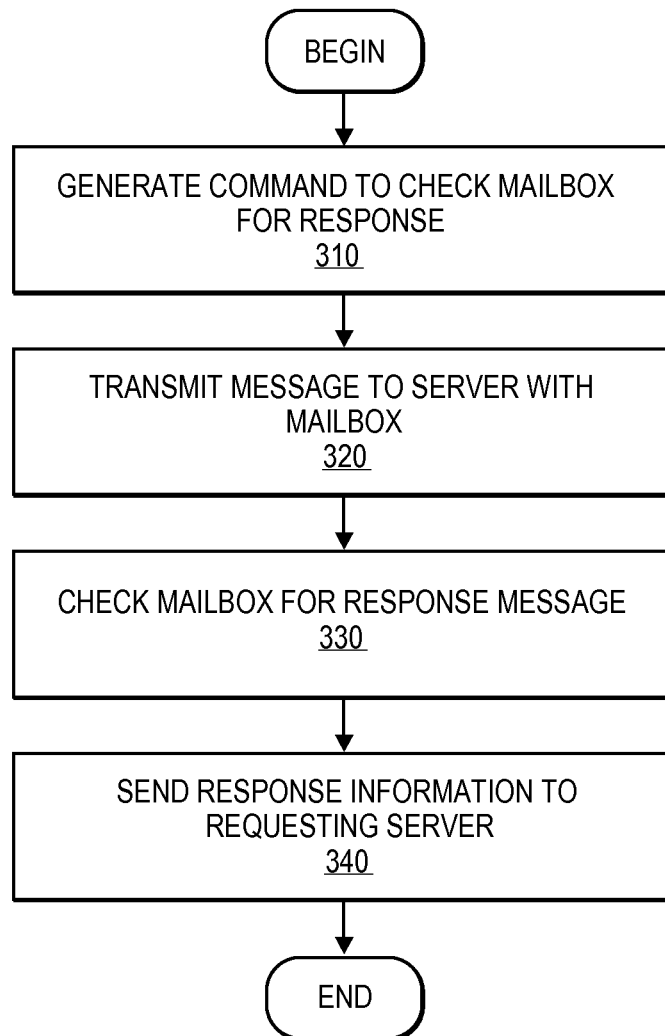 BEGIN
GENERATE COMMAND TO CHECK MAILBOX
FOR RESPONSE
310
TRANSMIT MESSAGE TO SERVER WITH
MAILBOX
320
CHECK MAILBOX FOR RESPONSE MESSAGE
330
SEND RESPONSE INFORMATION TO
REQUESTING SERVER
340
END